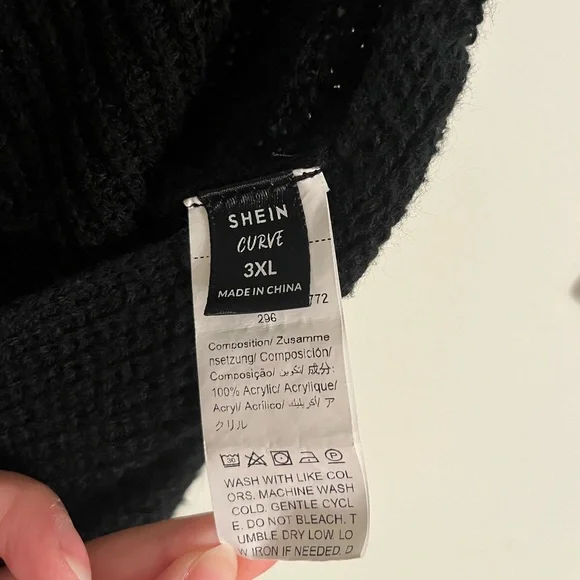 SHEIN
CURVE
3XL
MADE IN CHINA
772
296
Composition/ Zusamme
nsetzung/ Composición/
Composição/ تكوين/ 成分:
100% Acrylic/ Acrylique/
Acryl/ Acrílico/ أكريليك/ ア
クリル
30
P
WASH WITH LIKE COL
ORS. MACHINE WASH
COLD. GENTLE CYCL
E. DO NOT BLEACH. T
UMBLE DRY LOW. LO
W IRON IF NEEDED. D